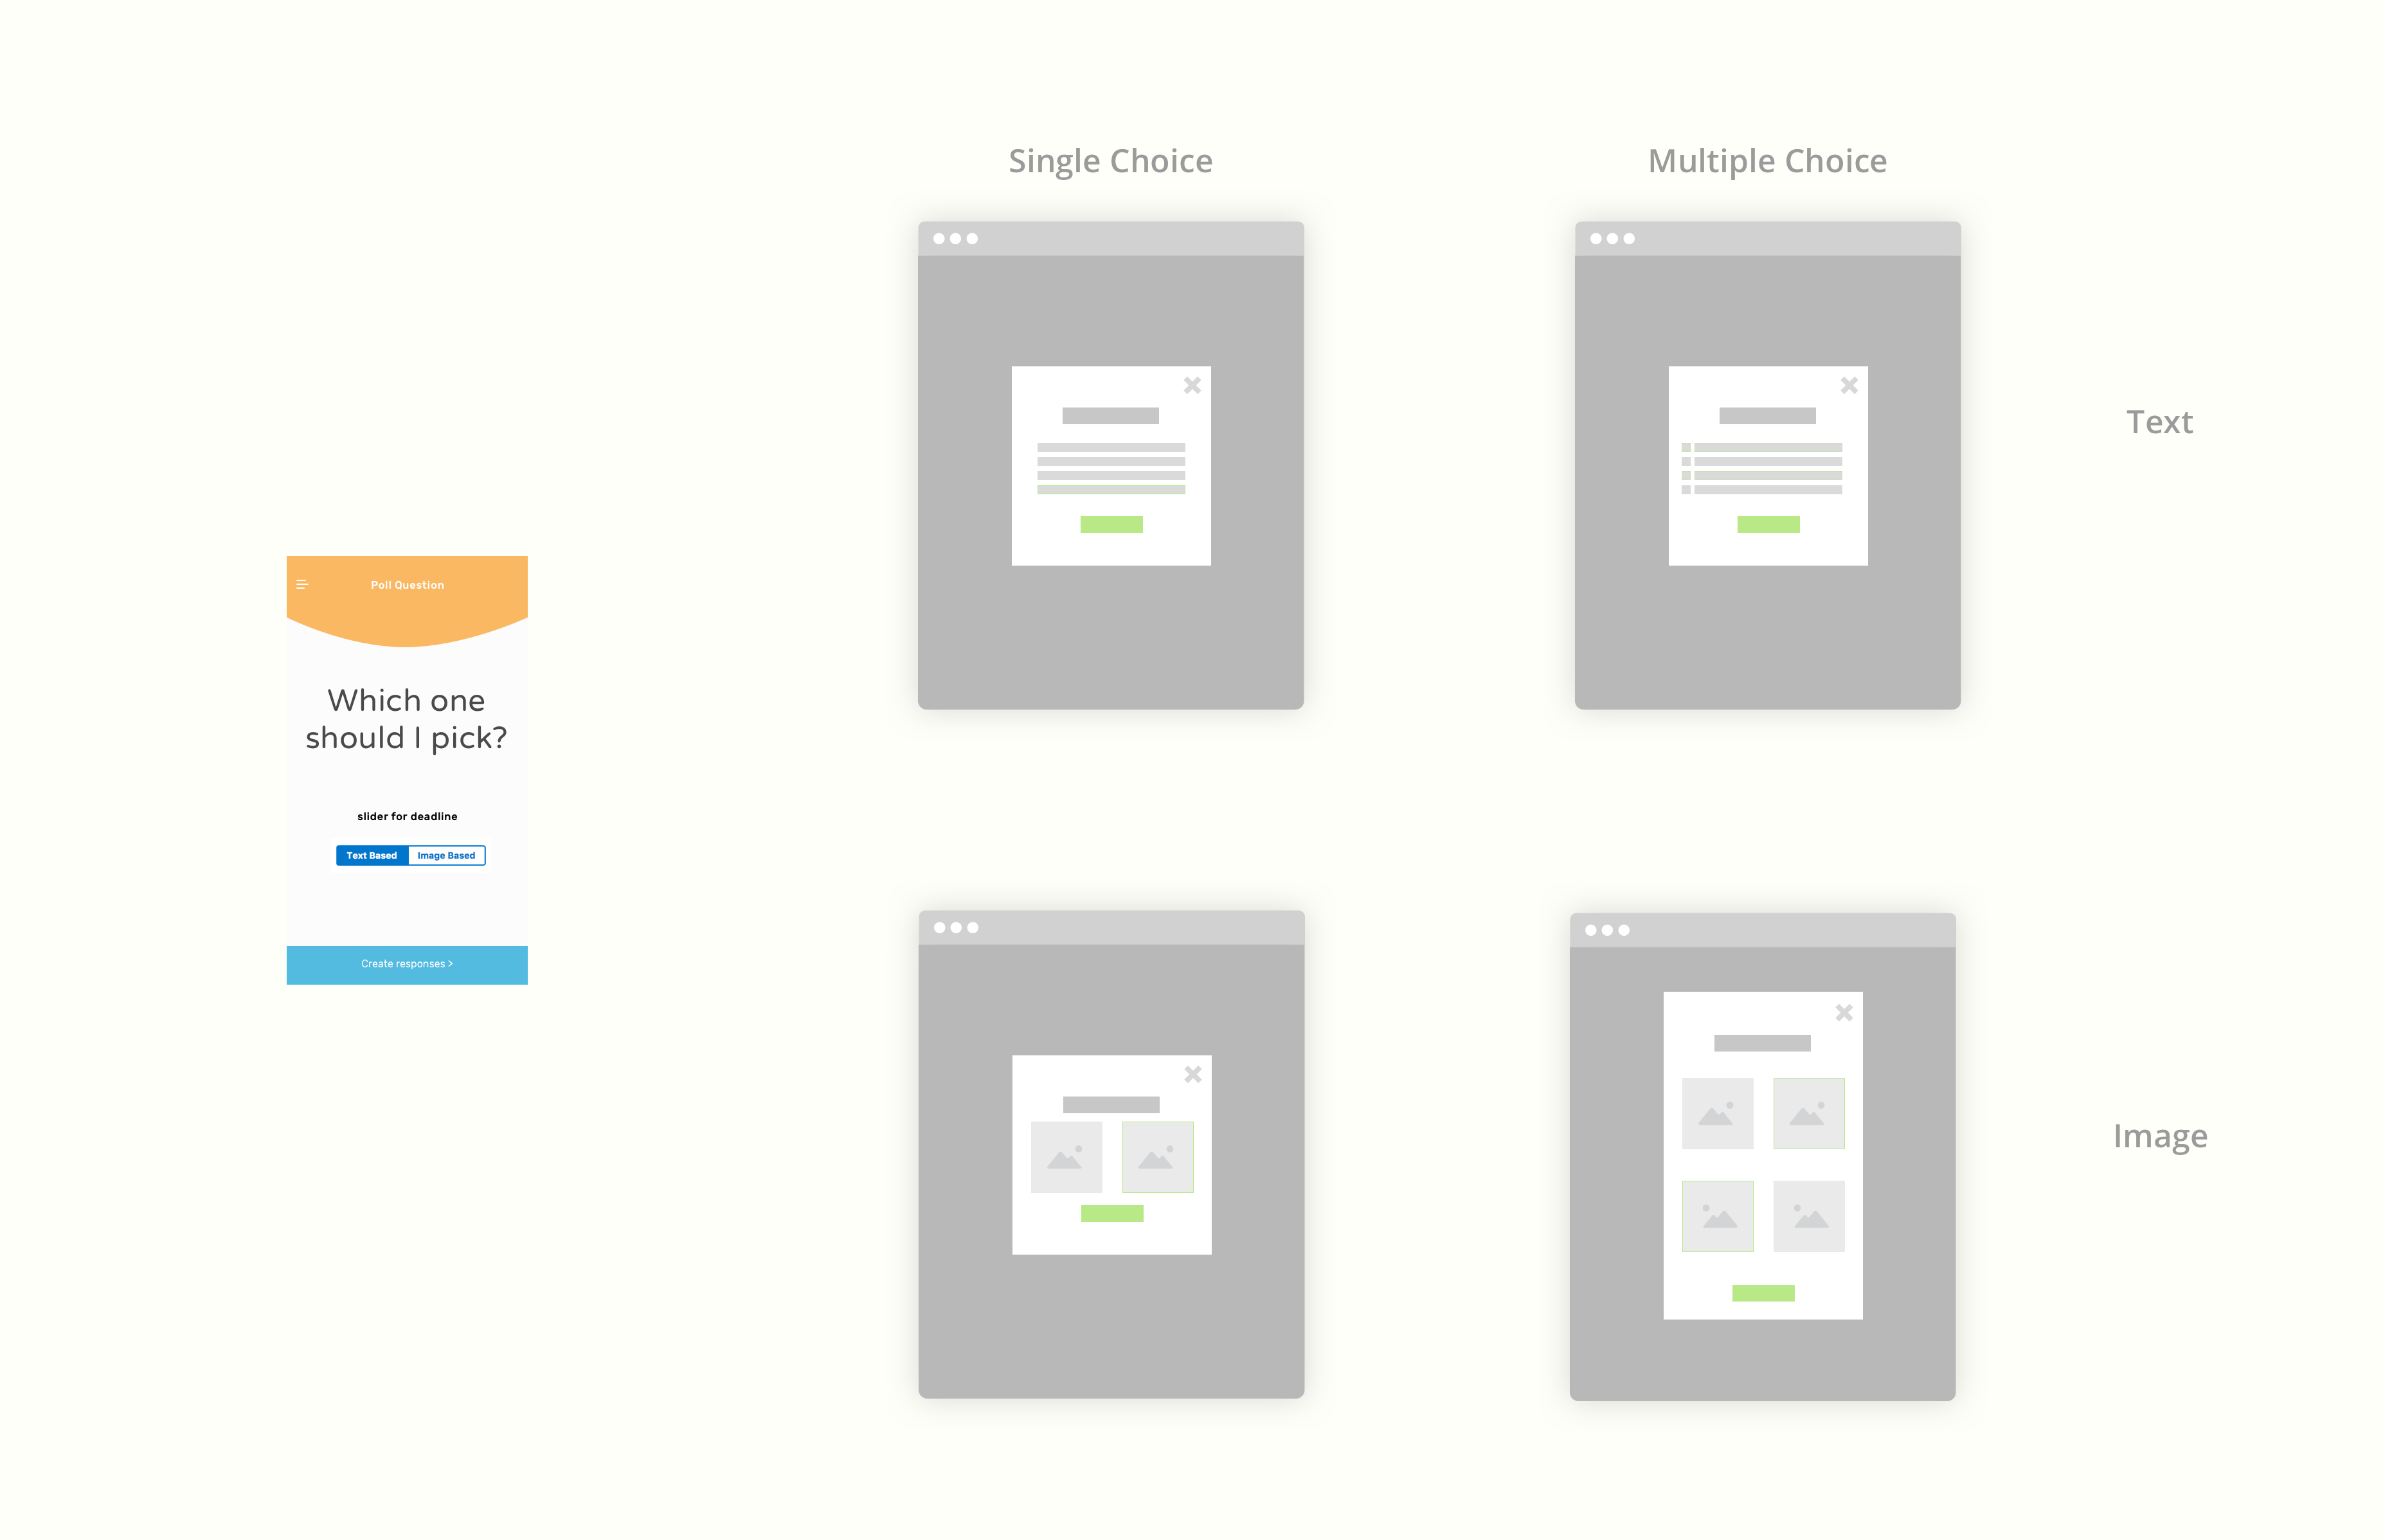 Single Choice
Multiple Choice
Text
Poll Question
Which one
should I pick?
slider for deadline
Text Based
Image Based
Create responses >
Image